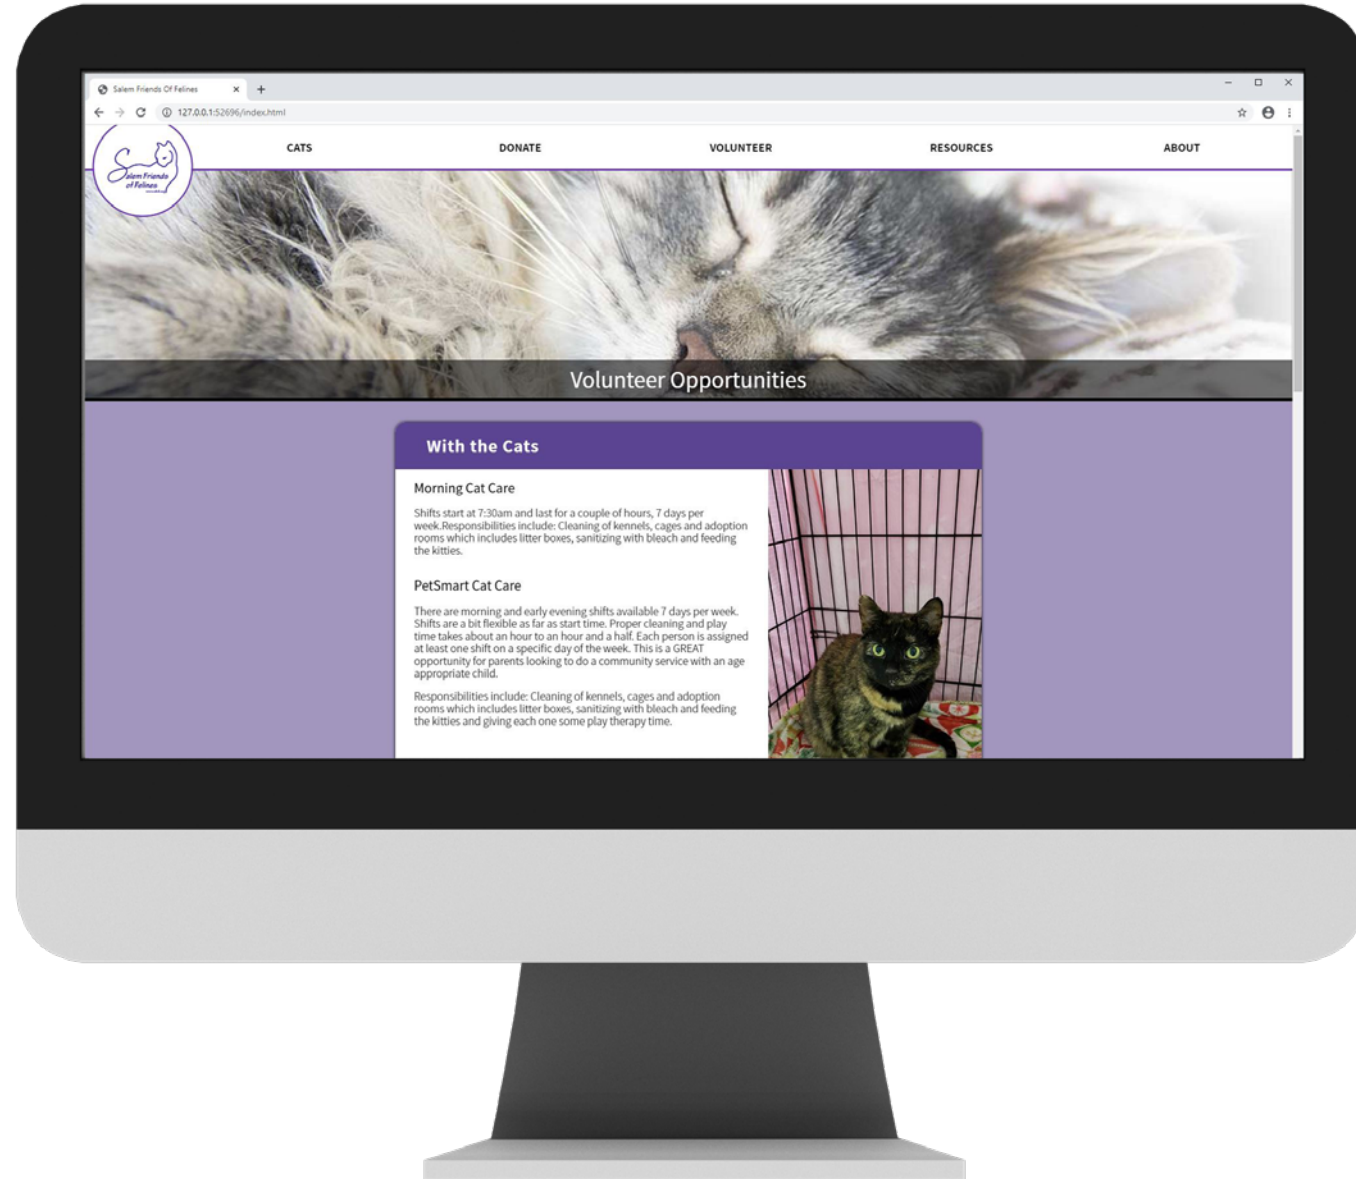 Salem Friends Of Felines
127.0.0.1:52696/index.html
Salem Friends
of Felines
CATS DONATE VOLUNTEER RESOURCES ABOUT
Volunteer Opportunities
With the Cats
Morning Cat Care
Shifts start at 7:30am and last for a couple of hours, 7 days per
week.Responsibilities include: Cleaning of kennels, cages and adoption
rooms which includes litter boxes, sanitizing with bleach and feeding
the kitties.
PetSmart Cat Care
There are morning and early evening shifts available 7 days per week.
Shifts are a bit flexible as far as start time. Proper cleaning and play
time takes about an hour to an hour and a half. Each person is assigned
at least one shift on a specific day of the week. This is a GREAT
opportunity for parents looking to do a community service with an age
appropriate child.
Responsibilities include: Cleaning of kennels, cages and adoption
rooms which includes litter boxes, sanitizing with bleach and feeding
the kitties and giving each one some play therapy time.